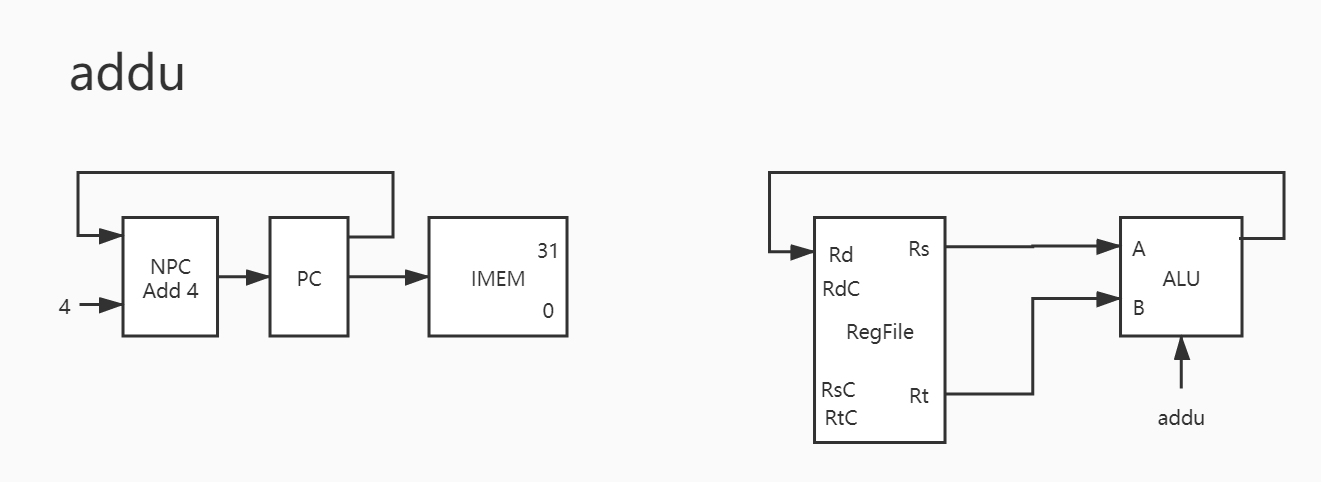 addu
NPC
Add 4
4
PC
31
IMEM
0
Rd
RdC
Rs
RegFile
RsC
RtC
Rt
A
ALU
B
addu